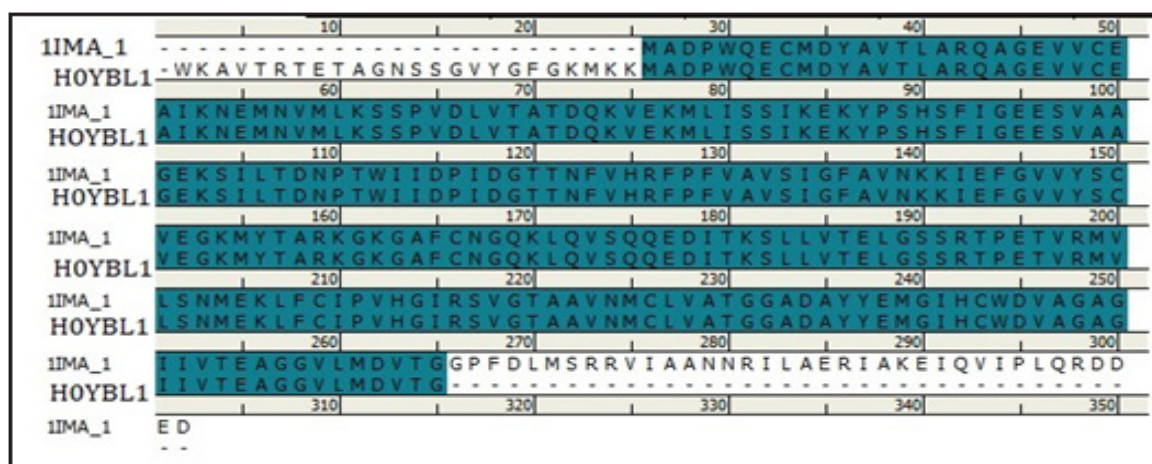 10 20 30 40 50
1IMA_1 -------------------------MADPWQECMDYAVTLARQAGEVVCE
H0YBL1 -WKAVTRTETAGNSSGVYGFGKMKKMADPWQECMDYAVTLARQAGEVVCE
60 70 80 90 100
1IMA_1 AIKNEMNVMLKSSPVDLVTATDQKVEKMLISSIKEKYPSHSFIGEESVAA
H0YBL1 AIKNEMNVMLKSSPVDLVTATDQKVEKMLISSIKEKYPSHSFIGEESVAA
110 120 130 140 150
1IMA_1 GEKSILTDNPTWIIDPIDGTTNFVHRFPFVAVSIGFAVNKKIEFGVVYSC
H0YBL1 GEKSILTDNPTWIIDPIDGTTNFVHRFPFVAVSIGFAVNKKIEFGVVYSC
160 170 180 190 200
1IMA_1 VEGKMYTARKGKGAFCNGQKLQVSQQEDITKSLLVTELGSSRTPETVRMV
H0YBL1 VEGKMYTARKGKGAFCNGQKLQVSQQEDITKSLLVTELGSSRTPETVRMV
210 220 230 240 250
1IMA_1 LSNMEKLFCIPVHGIRSVGTAAVNMCLVATGGADAYYEMGIHCWDVAGAG
H0YBL1 LSNMEKLFCIPVHGIRSVGTAAVNMCLVATGGADAYYEMGIHCWDVAGAG
260 270 280 290 300
1IMA_1 IIVTEAGGVLMDVTGGPFDLMSRRVIAANNRILAERIAKEIQVIPLQRDD
H0YBL1 IIVTEAGGVLMDVTG-----------------------------------
310 320 330 340 350
1IMA_1 ED
--